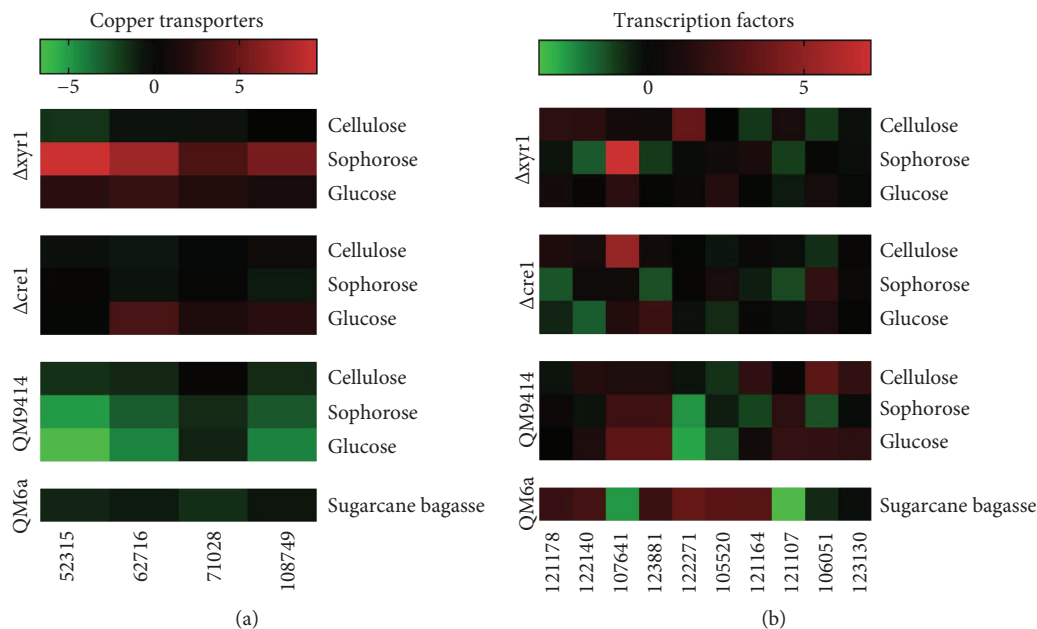 Copper transporters
−5 0 5
Δxyr1
Cellulose
Sophorose
Glucose
Δcre1
Cellulose
Sophorose
Glucose
QM9414
Cellulose
Sophorose
Glucose
QM6a
Sugarcane bagasse
52315 62716 71028 108749
(a)
Transcription factors
0 5
Δxyr1
Cellulose
Sophorose
Glucose
Δcre1
Cellulose
Sophorose
Glucose
QM9414
Cellulose
Sophorose
Glucose
QM6a
Sugarcane bagasse
121178 122140 107641 123881 122271 105520 121164 121107 106051 123130
(b)